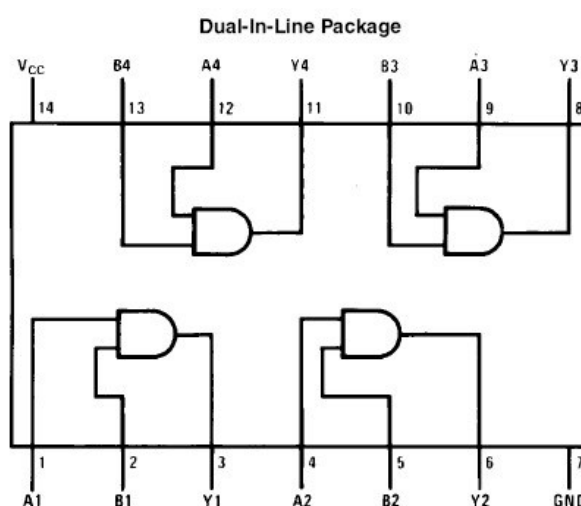 Dual-In-Line Package
VCC B4 A4 Y4 B3 A3 Y3
14 13 12 11 10 9 8
1 2 3 4 5 6 7
A1 B1 Y1 A2 B2 Y2 GND